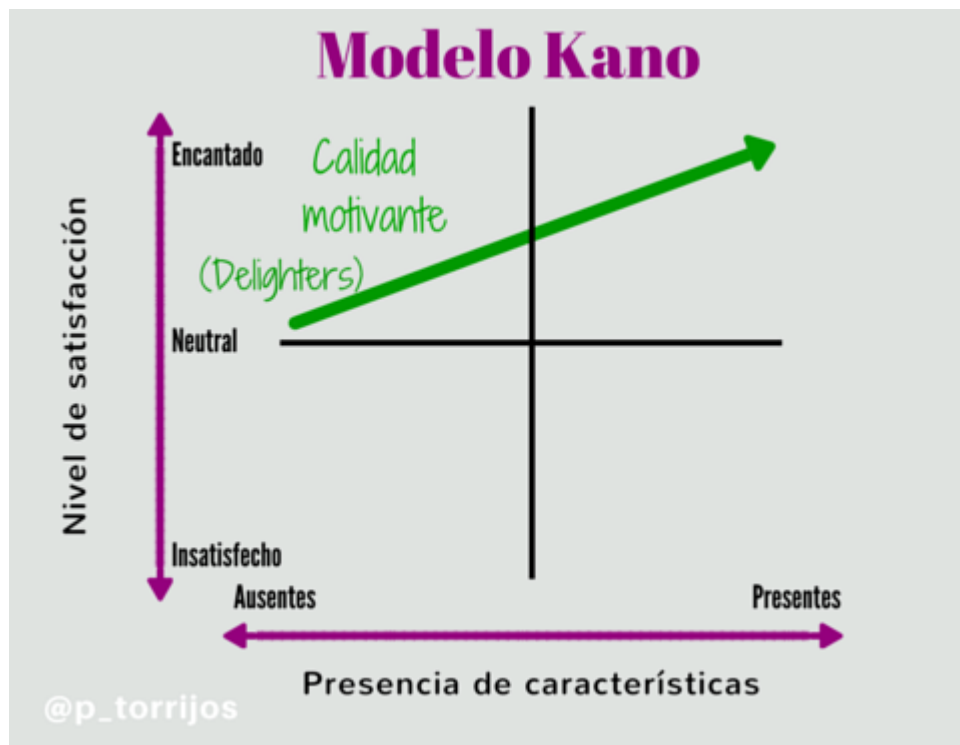 Modelo Kano
Encantado
Calidad
motivante
(Delighters)
Nivel de satisfacción
Neutral
Insatisfecho
Ausentes
Presentes
Presencia de características
@p_torrijos